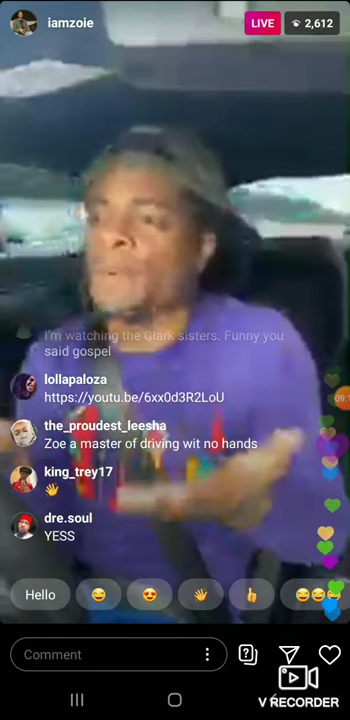 iamzoie
LIVE
2,612
I'm watching the Clark sisters. Funny you
said gospel
lollapaloza
https://youtu.be/6xx0d3R2LoU
the_proudest_leesha
Zoe a master of driving wit no hands
king_trey17
👋
dre.soul
YESS
Hello
Comment
V RECORDER